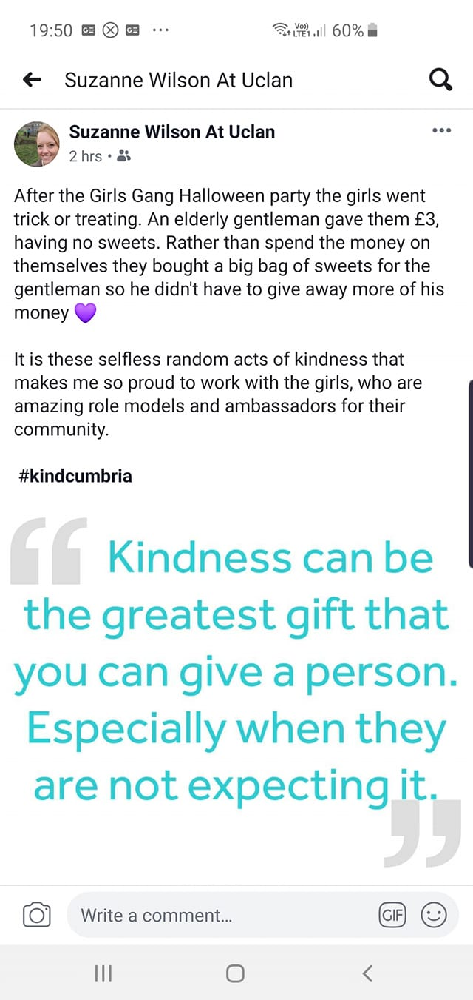 19:50 GE GE ... Vo)) LTE1 60%
Suzanne Wilson At Uclan
Suzanne Wilson At Uclan
2 hrs •
After the Girls Gang Halloween party the girls went
trick or treating. An elderly gentleman gave them £3,
having no sweets. Rather than spend the money on
themselves they bought a big bag of sweets for the
gentleman so he didn't have to give away more of his
money 💜
It is these selfless random acts of kindness that
makes me so proud to work with the girls, who are
amazing role models and ambassadors for their
community.
#kindcumbria
“ Kindness can be
the greatest gift that
you can give a person.
Especially when they
are not expecting it. ”
Write a comment... GIF